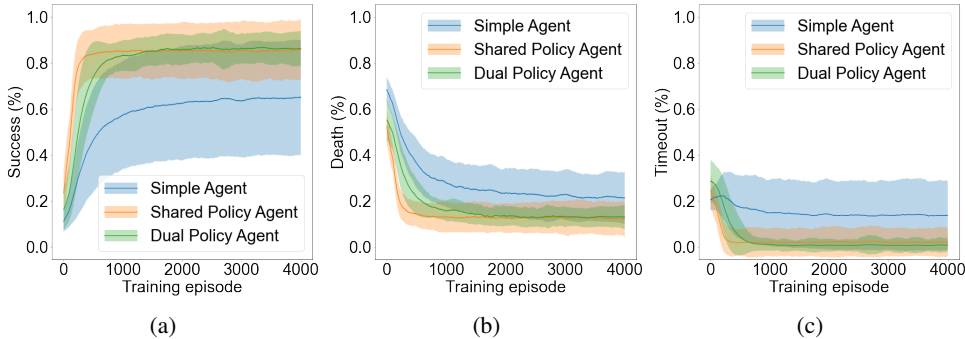 Success (%)
1.0
0.8
0.6
0.4
0.2
0.0
Simple Agent
Shared Policy Agent
Dual Policy Agent
0 1000 2000 3000 4000
Training episode
(a)
Death (%)
1.0
0.8
0.6
0.4
0.2
0.0
Simple Agent
Shared Policy Agent
Dual Policy Agent
0 1000 2000 3000 4000
Training episode
(b)
Timeout (%)
1.0
0.8
0.6
0.4
0.2
0.0
Simple Agent
Shared Policy Agent
Dual Policy Agent
0 1000 2000 3000 4000
Training episode
(c)